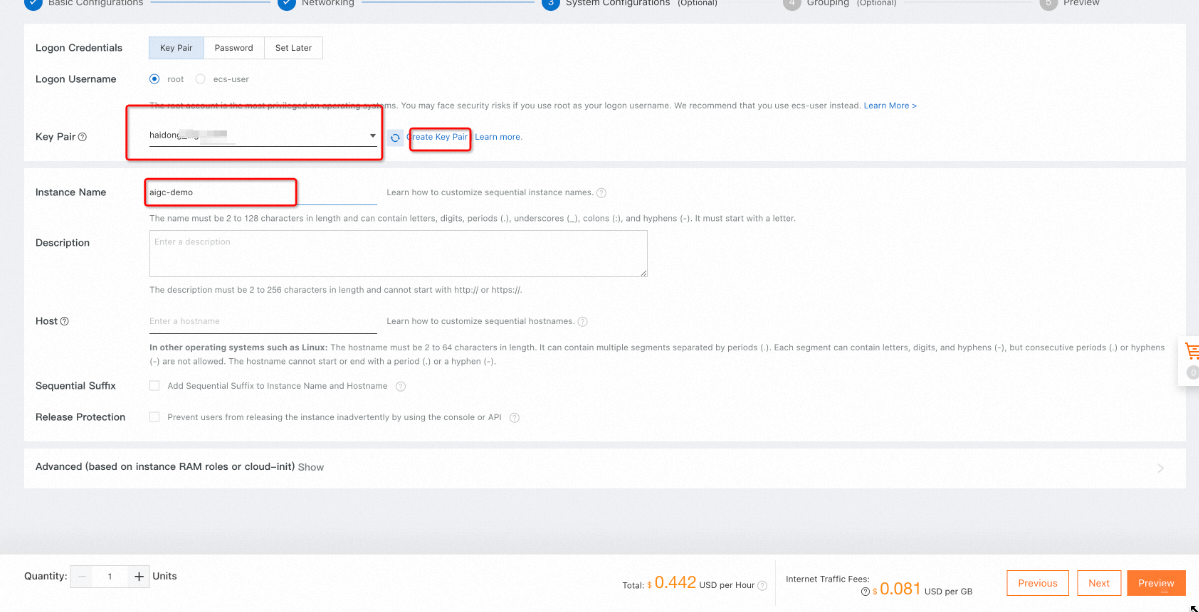 Basic Configurations Networking 3 System Configurations (Optional) 4 Grouping (Optional) 5 Preview
Logon Credentials Key Pair Password Set Later
Logon Username root ecs-user
The root account is the most privileged on operating systems. You may face security risks if you use root as your logon username. We recommend that you use ecs-user instead. Learn More >
Key Pair ? haidong Create Key Pair Learn more.
Instance Name aigc-demo Learn how to customize sequential instance names. ?
The name must be 2 to 128 characters in length and can contain letters, digits, periods (.), underscores (_), colons (:), and hyphens (-). It must start with a letter.
Description Enter a description
The description must be 2 to 256 characters in length and cannot start with http:// or https://.
Host ? Enter a hostname Learn how to customize sequential hostnames. ?
In other operating systems such as Linux: The hostname must be 2 to 64 characters in length. It can contain multiple segments separated by periods (.). Each segment can contain letters, digits, and hyphens (-), but consecutive periods (.) or hyphens
(-) are not allowed. The hostname cannot start or end with a period (.) or a hyphen (-).
Sequential Suffix Add Sequential Suffix to Instance Name and Hostname ?
Release Protection Prevent users from releasing the instance inadvertently by using the console or API ?
0
Advanced (based on instance RAM roles or cloud-init) Show
Quantity: - 1 + Units Total: $ 0.442 USD per Hour ? Internet Traffic Fees: ? $ 0.081 USD per GB Previous Next Preview